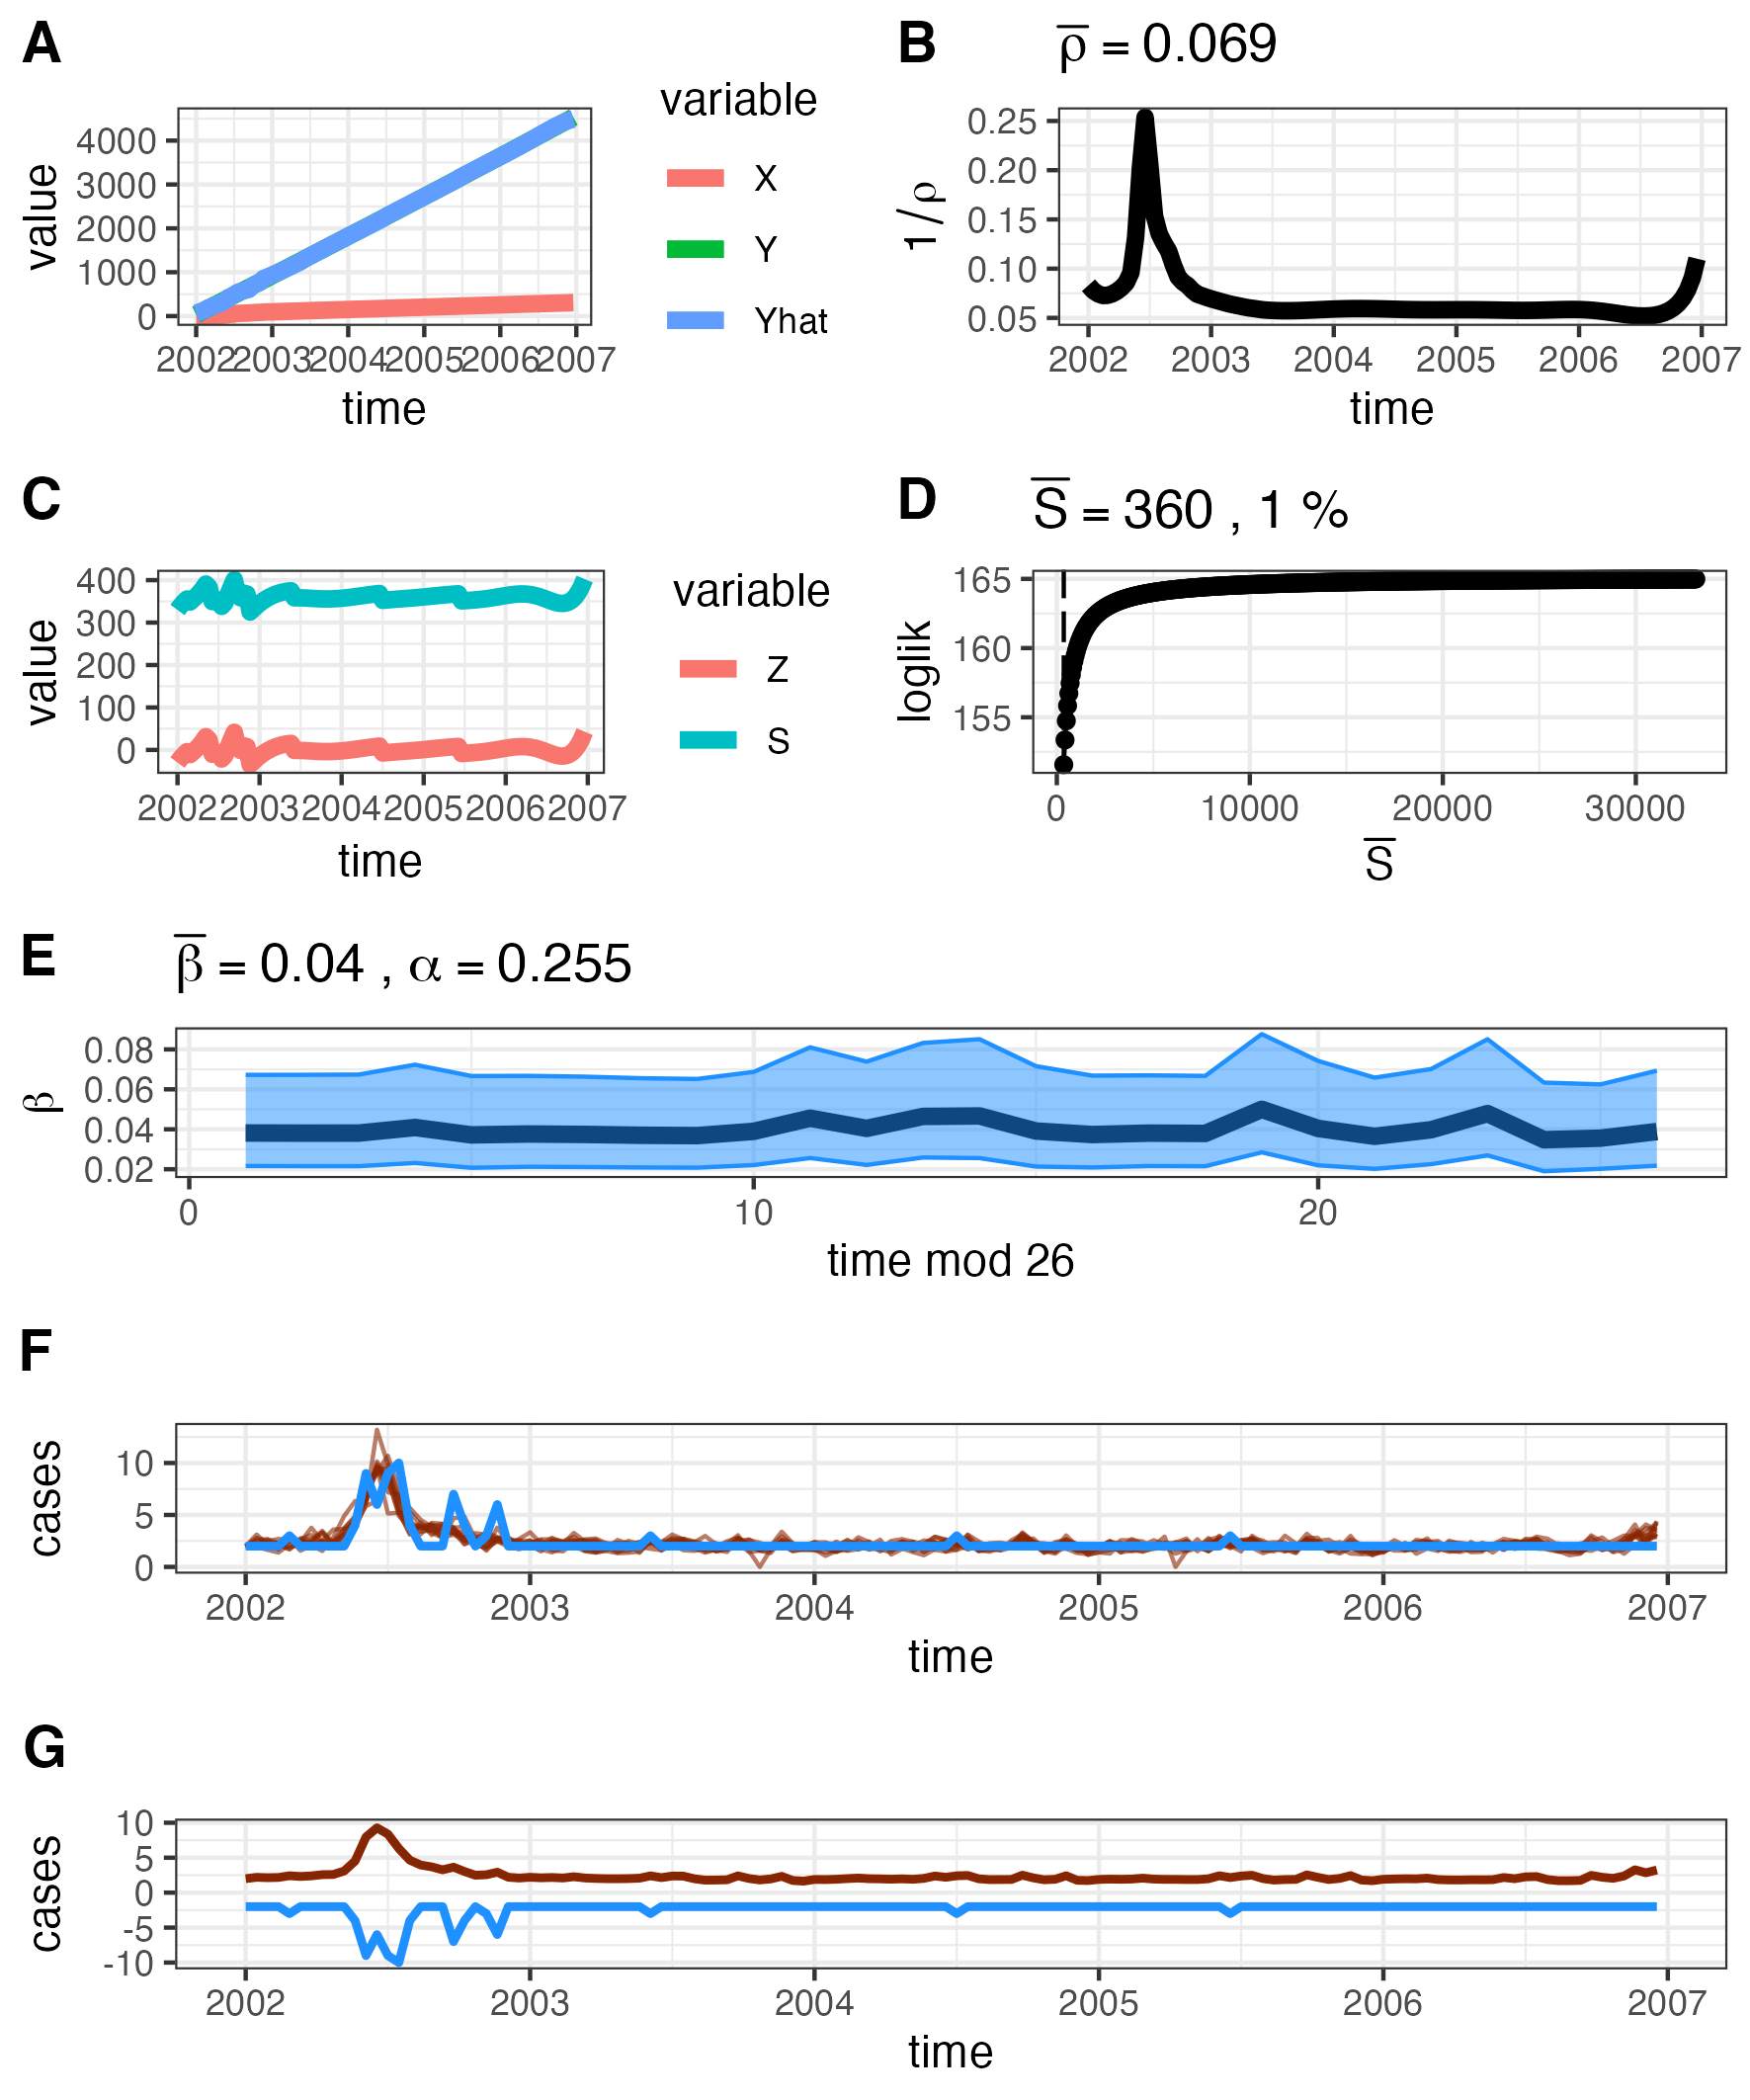 A
value
4000
3000
2000
1000
0
2002
2003
2004
2005
2006
2007
time
variable
X
Y
Yhat
B
ρ̅ = 0.069
1/ρ
0.25
0.20
0.15
0.10
0.05
2002
2003
2004
2005
2006
2007
time
C
value
400
300
200
100
0
2002
2003
2004
2005
2006
2007
time
variable
Z
S
D
S̅ = 360 , 1 %
loglik
165
160
155
0
10000
20000
30000
S̅
E
β̅ = 0.04 , α = 0.255
β
0.08
0.06
0.04
0.02
0
10
20
time mod 26
F
cases
10
5
0
2002
2003
2004
2005
2006
2007
time
G
cases
10
5
0
-5
-10
2002
2003
2004
2005
2006
2007
time